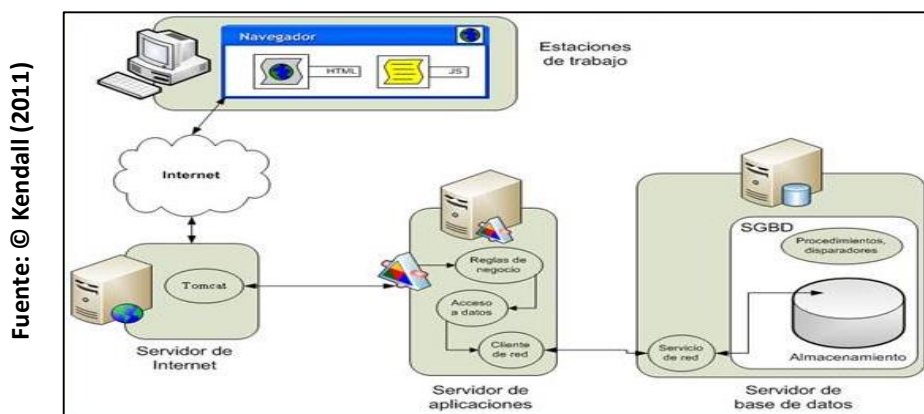 Fuente: © Kendall (2011)
Navegador
HTML
JS
Estaciones
de trabajo
Internet
Tomcat
Servidor de
Internet
Reglas de
negocio
Acceso
a datos
Cliente
de red
Servidor de
aplicaciones
SGBD
Procedimientos,
disparadores
Almacenamiento
Servicio
de red
Servidor de
base de datos